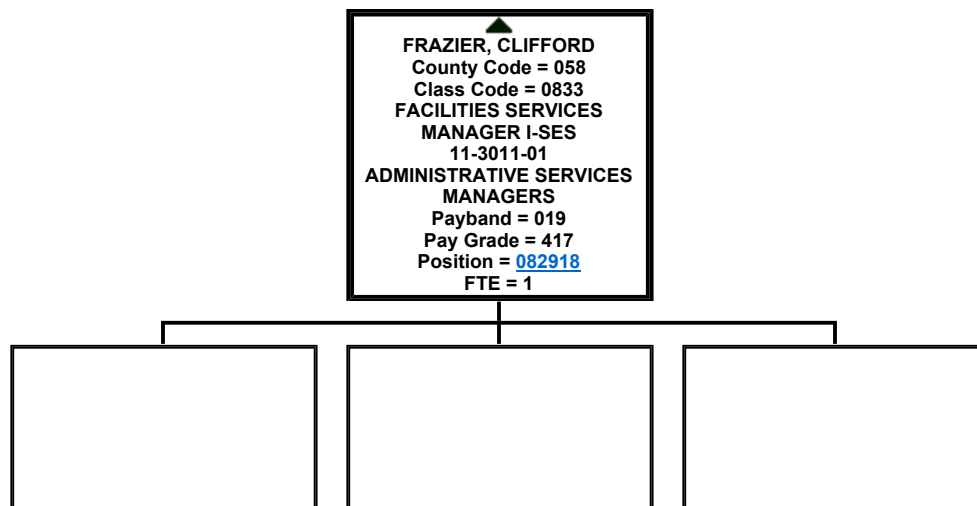 FRAZIER, CLIFFORD
County Code = 058
Class Code = 0833
FACILITIES SERVICES
MANAGER I-SES
11-3011-01
ADMINISTRATIVE SERVICES
MANAGERS
Payband = 019
Pay Grade = 417
Position = 082918
FTE = 1